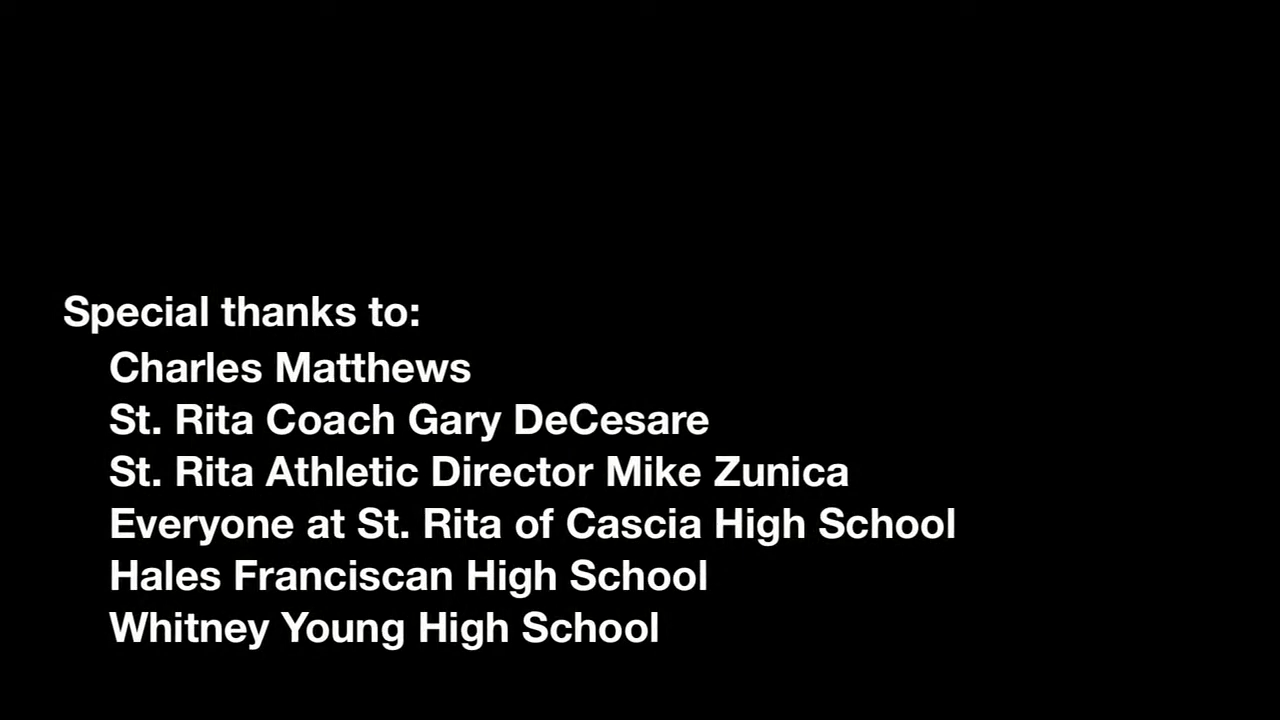 Special thanks to:
Charles Matthews
St. Rita Coach Gary DeCesare
St. Rita Athletic Director Mike Zunica
Everyone at St. Rita of Cascia High School
Hales Franciscan High School
Whitney Young High School